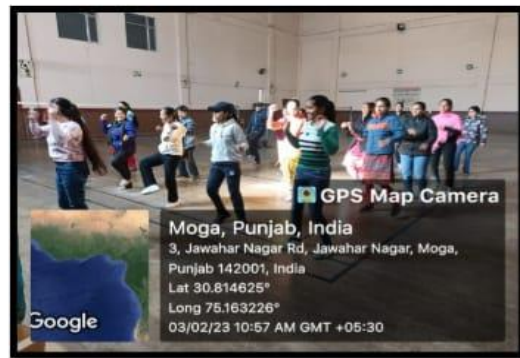 GPS Map Camera
Moga, Punjab, India
3, Jawahar Nagar Rd, Jawahar Nagar, Moga,
Punjab 142001, India
Lat 30.814625°
Long 75.163226°
03/02/23 10:57 AM GMT +05:30
Google